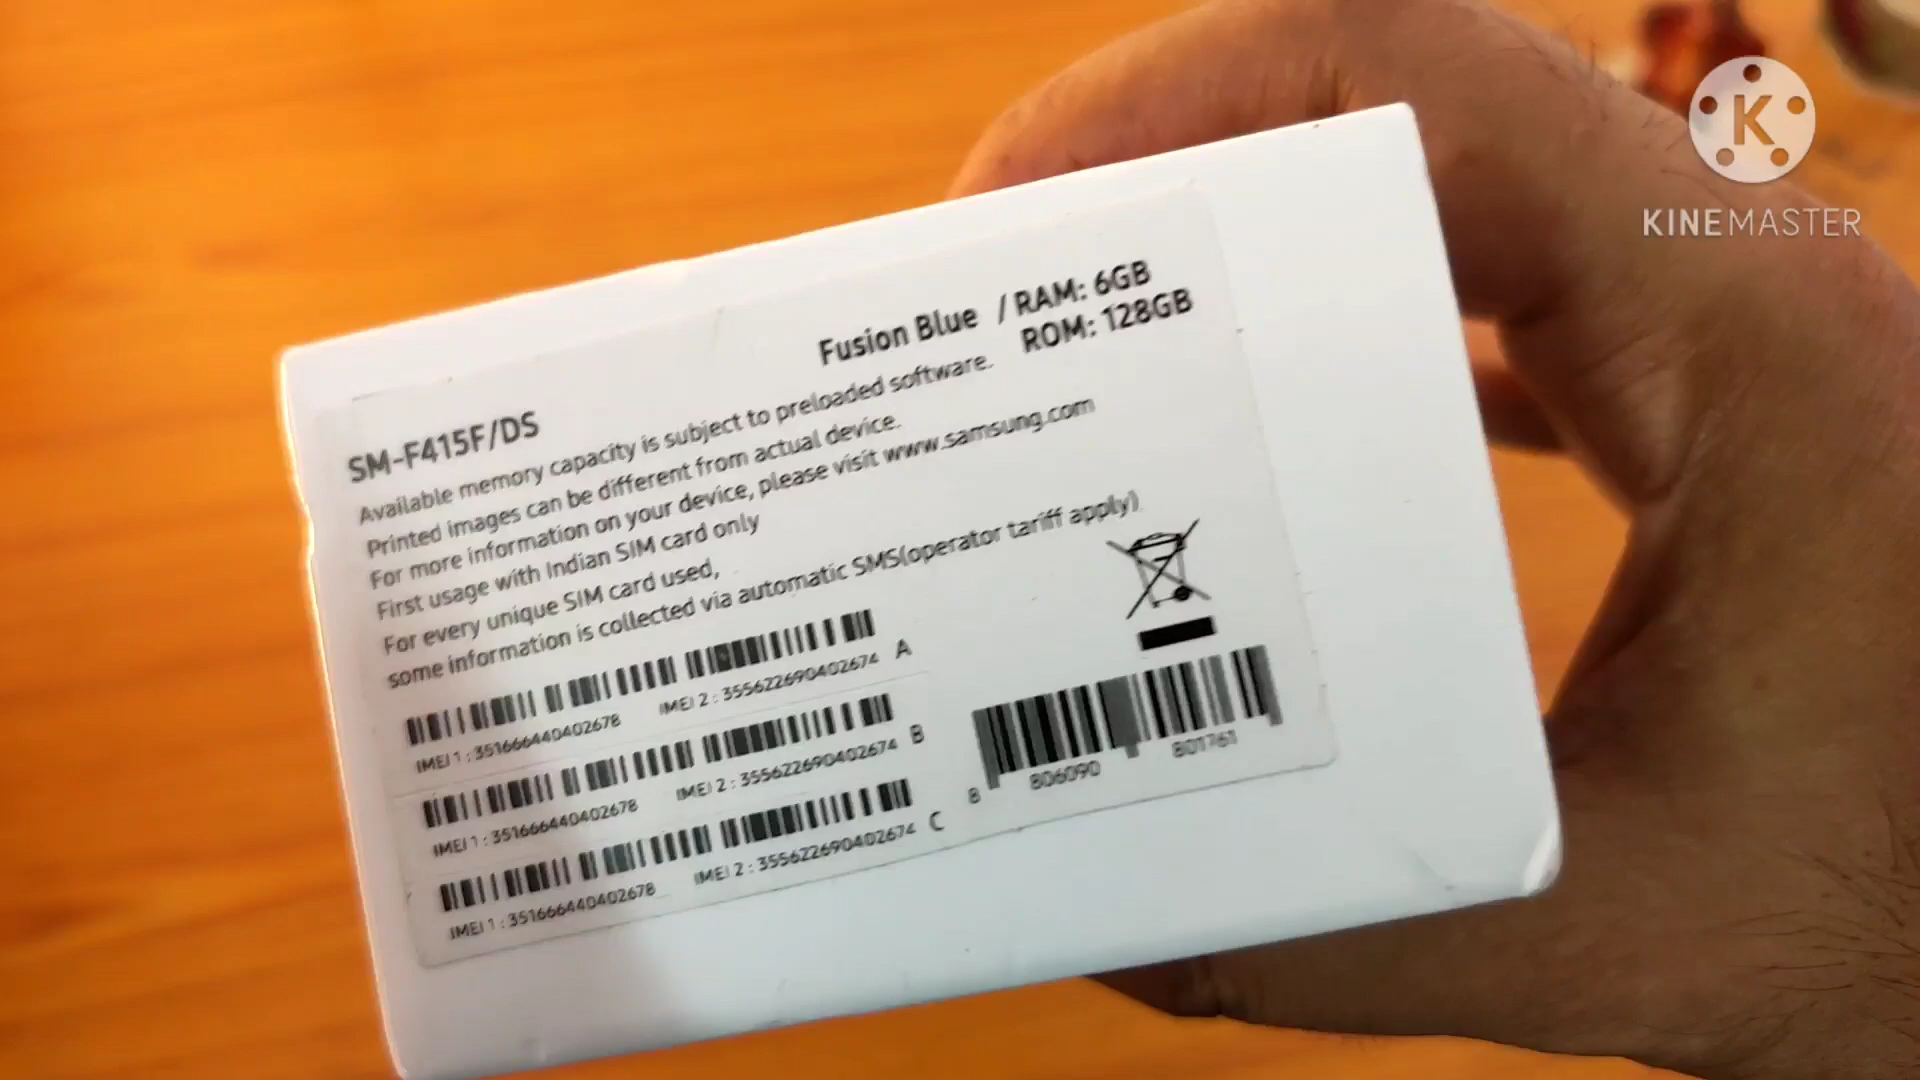 K
KINEMASTER
Fusion Blue / RAM: 6GB
ROM: 128GB
SM-F415F/DS
Available memory capacity is subject to preloaded software.
Printed images can be different from actual device.
For more information on your device, please visit www.samsung.com
First usage with Indian SIM card only
For every unique SIM card used,
some information is collected via automatic SMS(operator tariff apply)
IMEI 1 : 351666440402678 IMEI 2 : 355622690402674 A
IMEI 1 : 351666440402678 IMEI 2 : 355622690402674 B
IMEI 1 : 351666440402678 IMEI 2 : 355622690402674 C
8 806090 801761